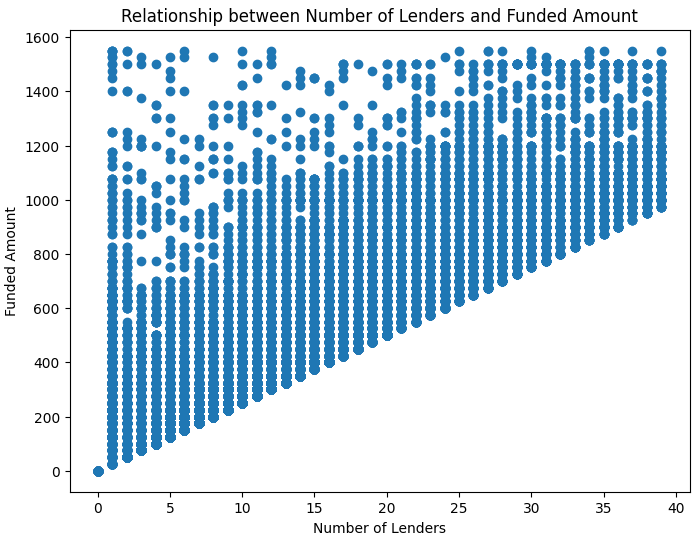 Relationship between Number of Lenders and Funded Amount
1600
1400
1200
1000
800
600
400
200
0
Funded Amount
0 5 10 15 20 25 30 35 40
Number of Lenders